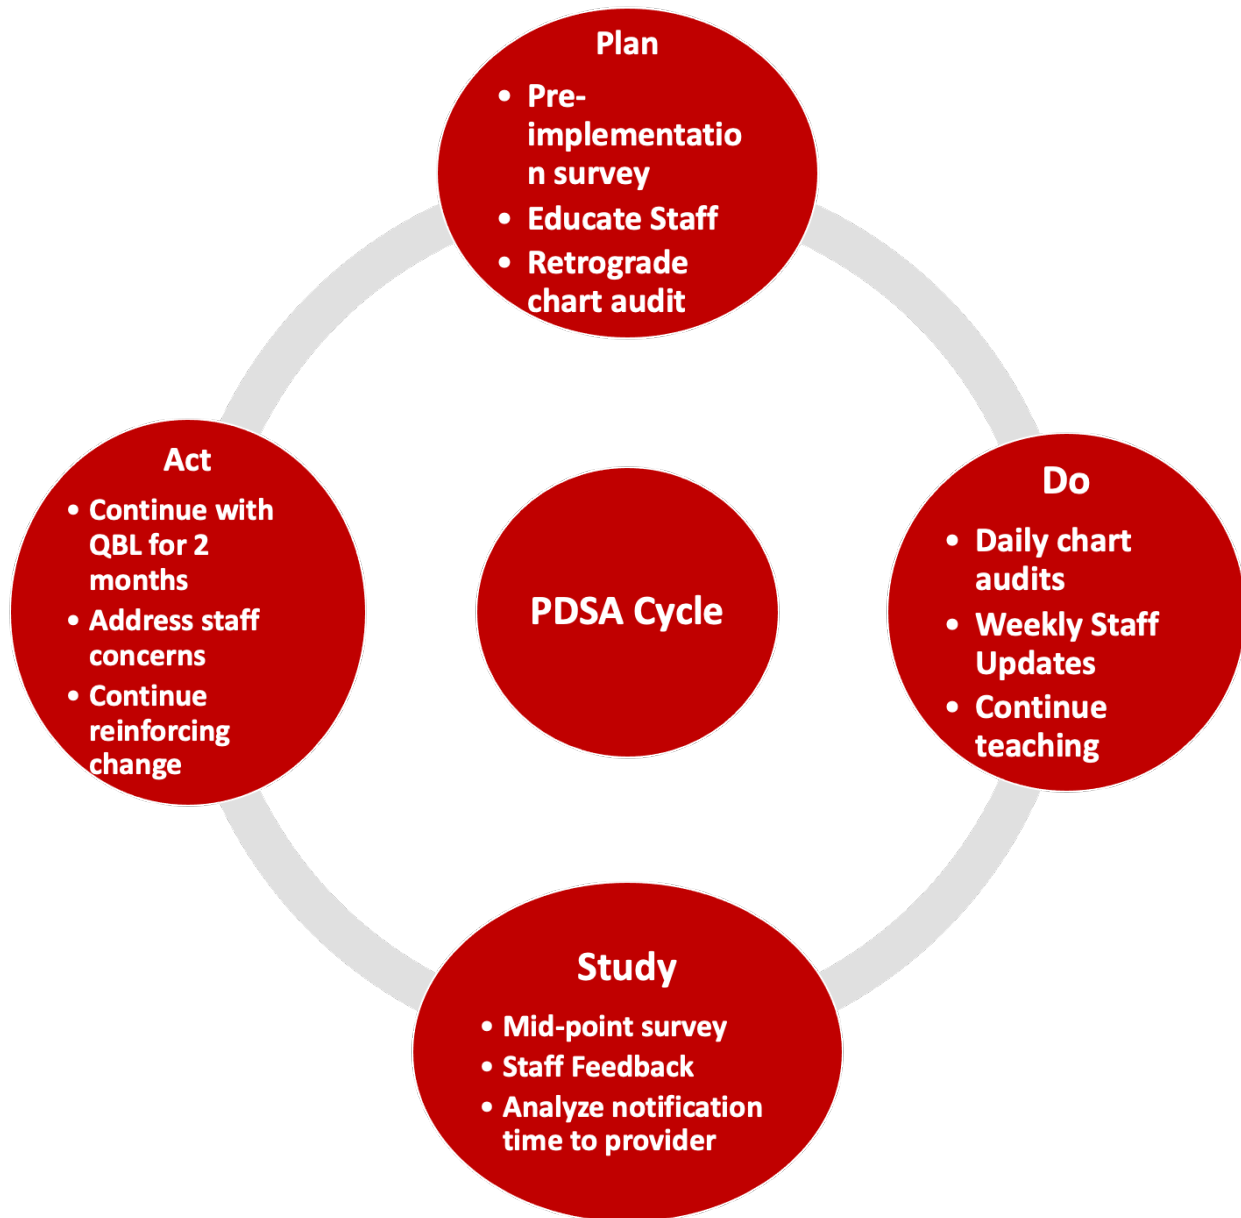 Plan
• Pre-
implementatio
n survey
• Educate Staff
• Retrograde
chart audit
Act
• Continue with
QBL for 2
months
• Address staff
concerns
• Continue
reinforcing
change
PDSA Cycle
Do
• Daily chart
audits
• Weekly Staff
Updates
• Continue
teaching
Study
• Mid-point survey
• Staff Feedback
• Analyze notification
time to provider